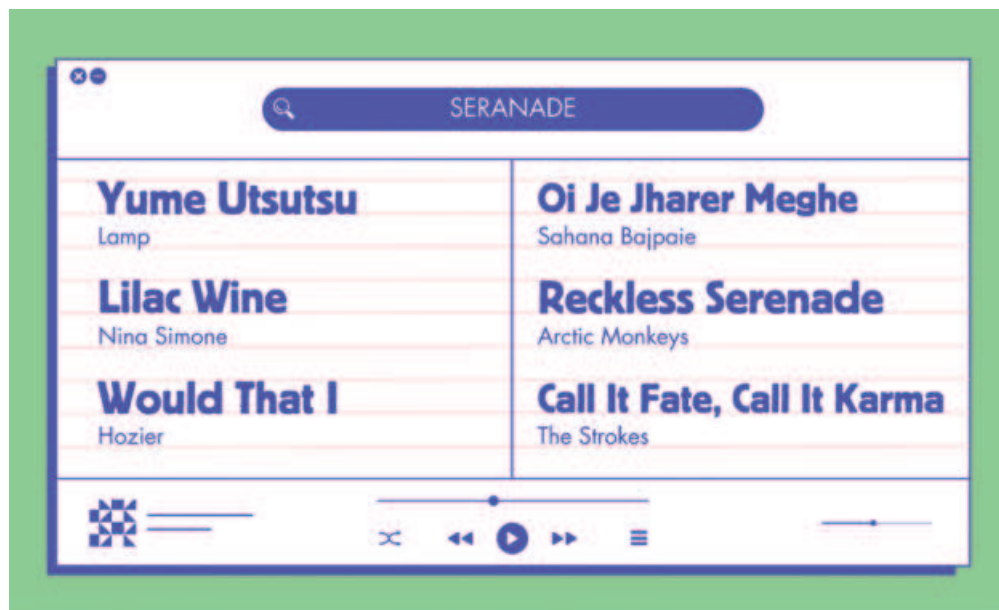 SERANADE
Yume Utsutsu
Lamp
Lilac Wine
Nina Simone
Would That I
Hozier
Oi Je Jharer Meghe
Sahana Bajpaie
Reckless Serenade
Arctic Monkeys
Call It Fate, Call It Karma
The Strokes